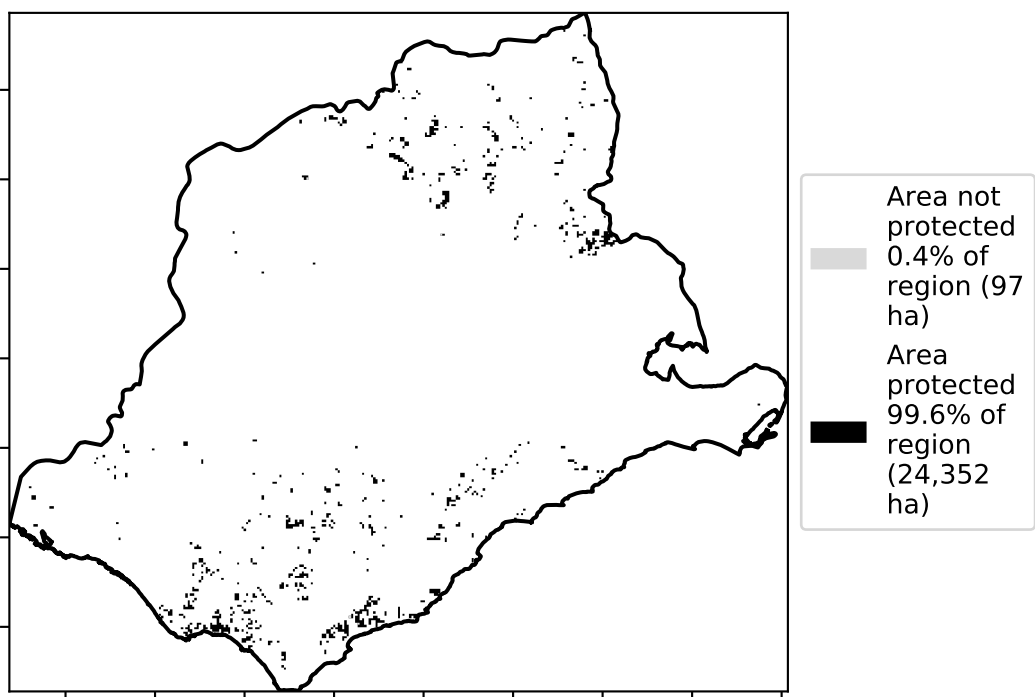 Area not
protected
0.4% of
region (97
ha)
Area
protected
99.6% of
region
(24,352
ha)